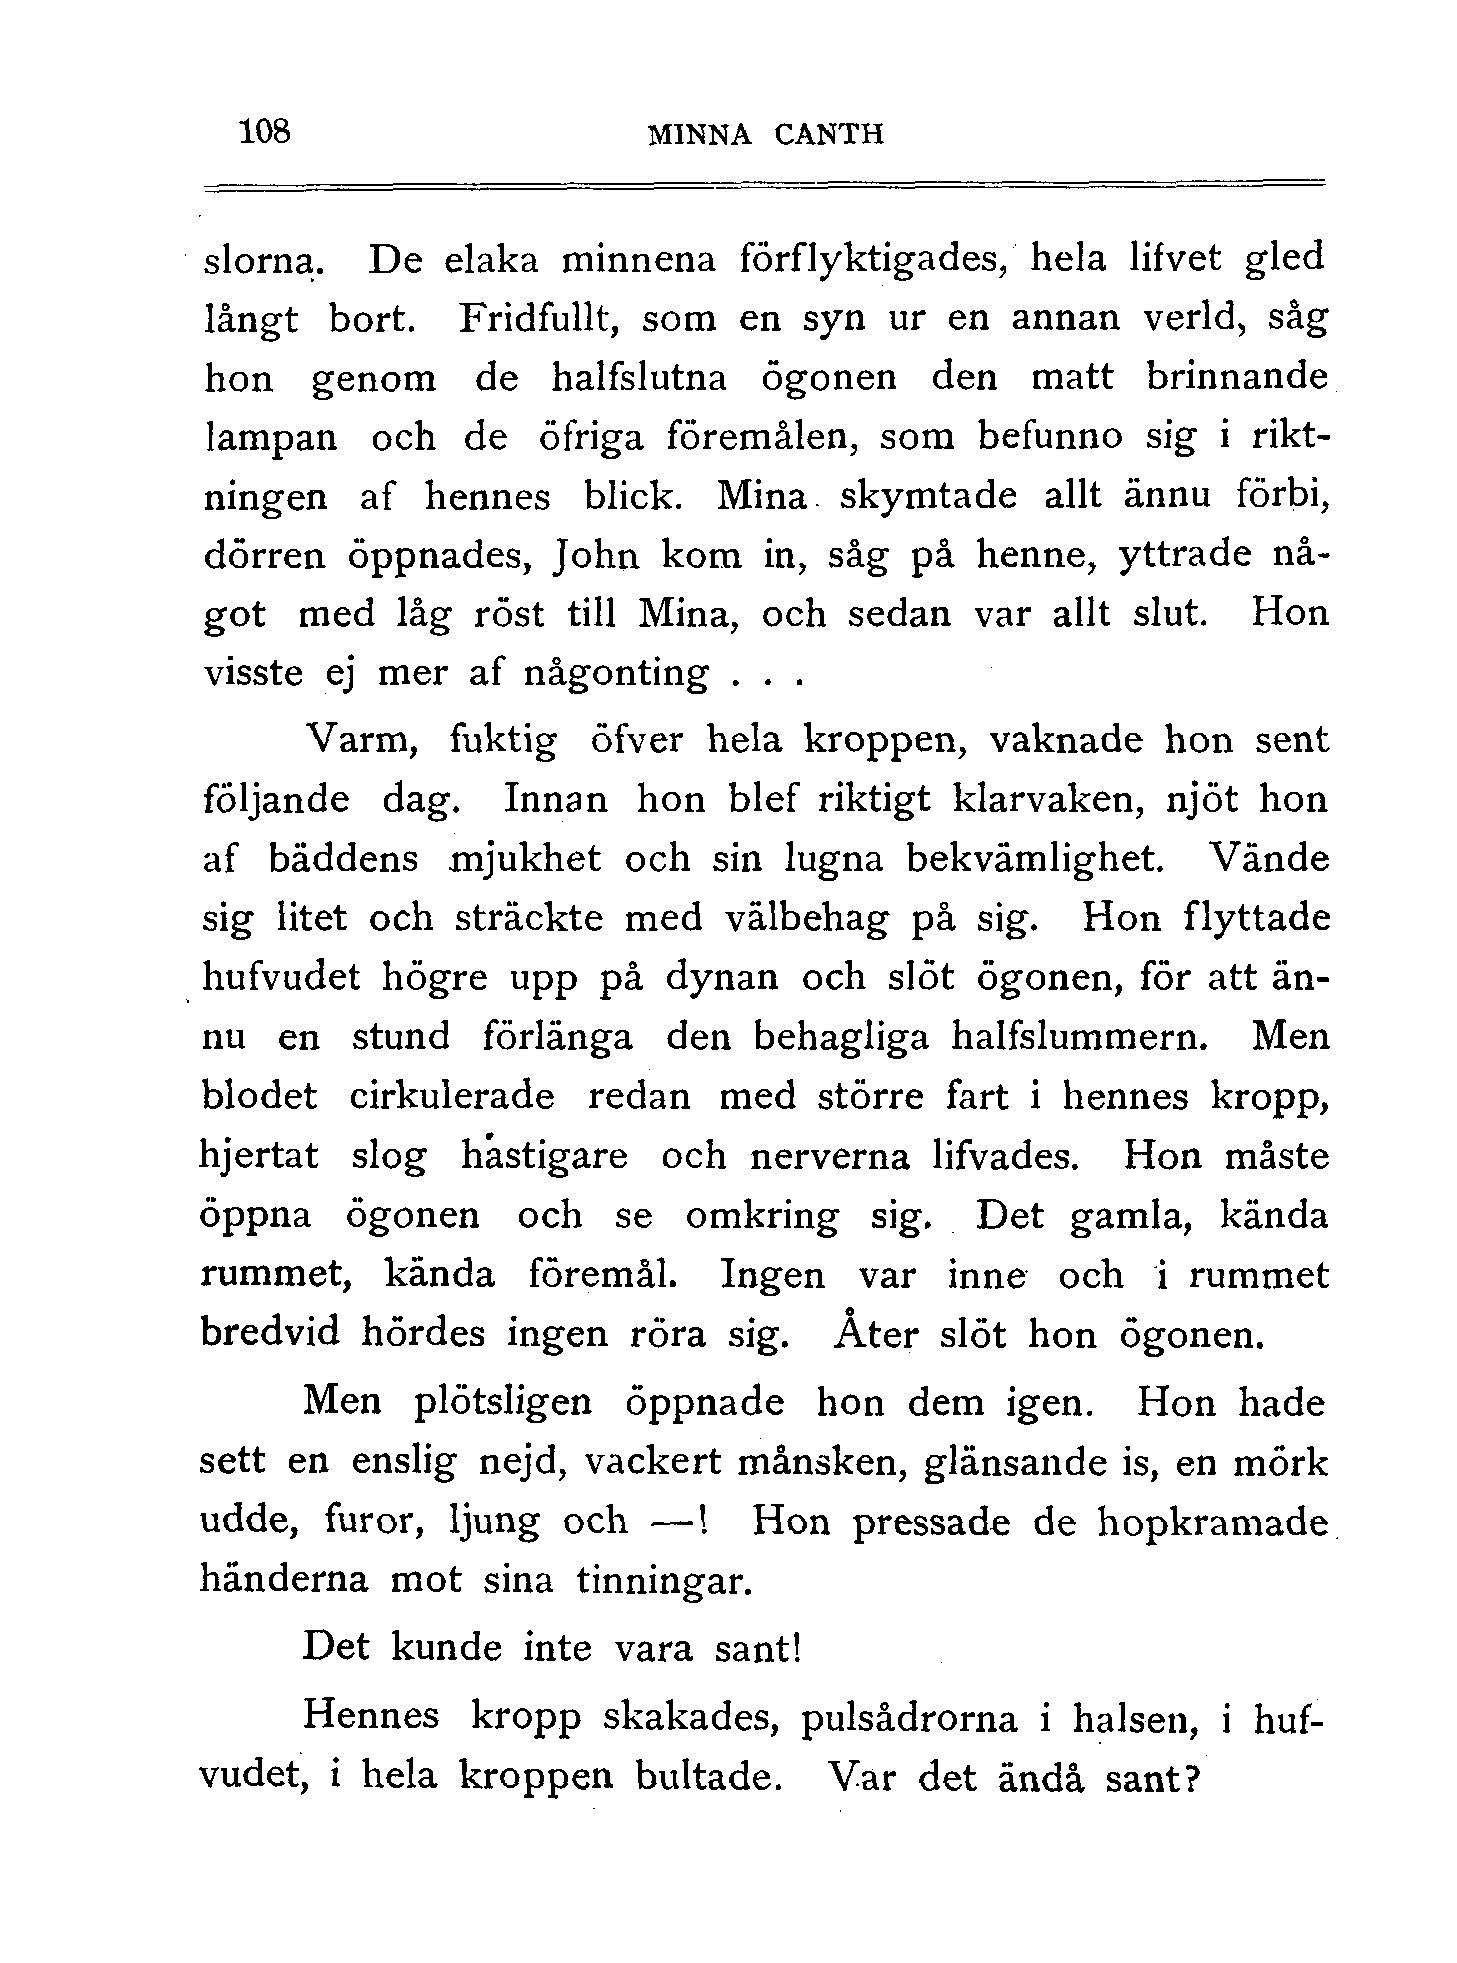 108 MINNA CANTH
slorna. De elaka minnena förflyktigades, hela lifvet gled
långt bort. Fridfullt, som en syn ur en annan verld, såg
hon genom de halfslutna ögonen den matt brinnande
lampan och de öfriga föremålen, som befunno sig i rikt-
ningen af hennes blick. Mina skymtade allt ännu förbi,
dörren öppnades, John kom in, såg på henne, yttrade nå-
got med låg röst till Mina, och sedan var allt slut. Hon
visste ej mer af någonting . . .
Varm, fuktig öfver hela kroppen, vaknade hon sent
följande dag. Innan hon blef riktigt klarvaken, njöt hon
af bäddens mjukhet och sin lugna bekvämlighet. Vände
sig litet och sträckte med välbehag på sig. Hon flyttade
hufvudet högre upp på dynan och slöt ögonen, för att än-
nu en stund förlänga den behagliga halfslummern. Men
blodet cirkulerade redan med större fart i hennes kropp,
hjertat slog hästigare och nerverna lifvades. Hon måste
öppna ögonen och se omkring sig. Det gamla, kända
rummet, kända föremål. Ingen var inne och i rummet
bredvid hördes ingen röra sig. Åter slöt hon ögonen.
Men plötsligen öppnade hon dem igen. Hon hade
sett en enslig nejd, vackert månsken, glänsande is, en mörk
udde, furor, ljung och —! Hon pressade de hopkramade
händerna mot sina tinningar.
Det kunde inte vara sant!
Hennes kropp skakades, pulsådrorna i halsen, i huf-
vudet, i hela kroppen bultade. Var det ändå sant?